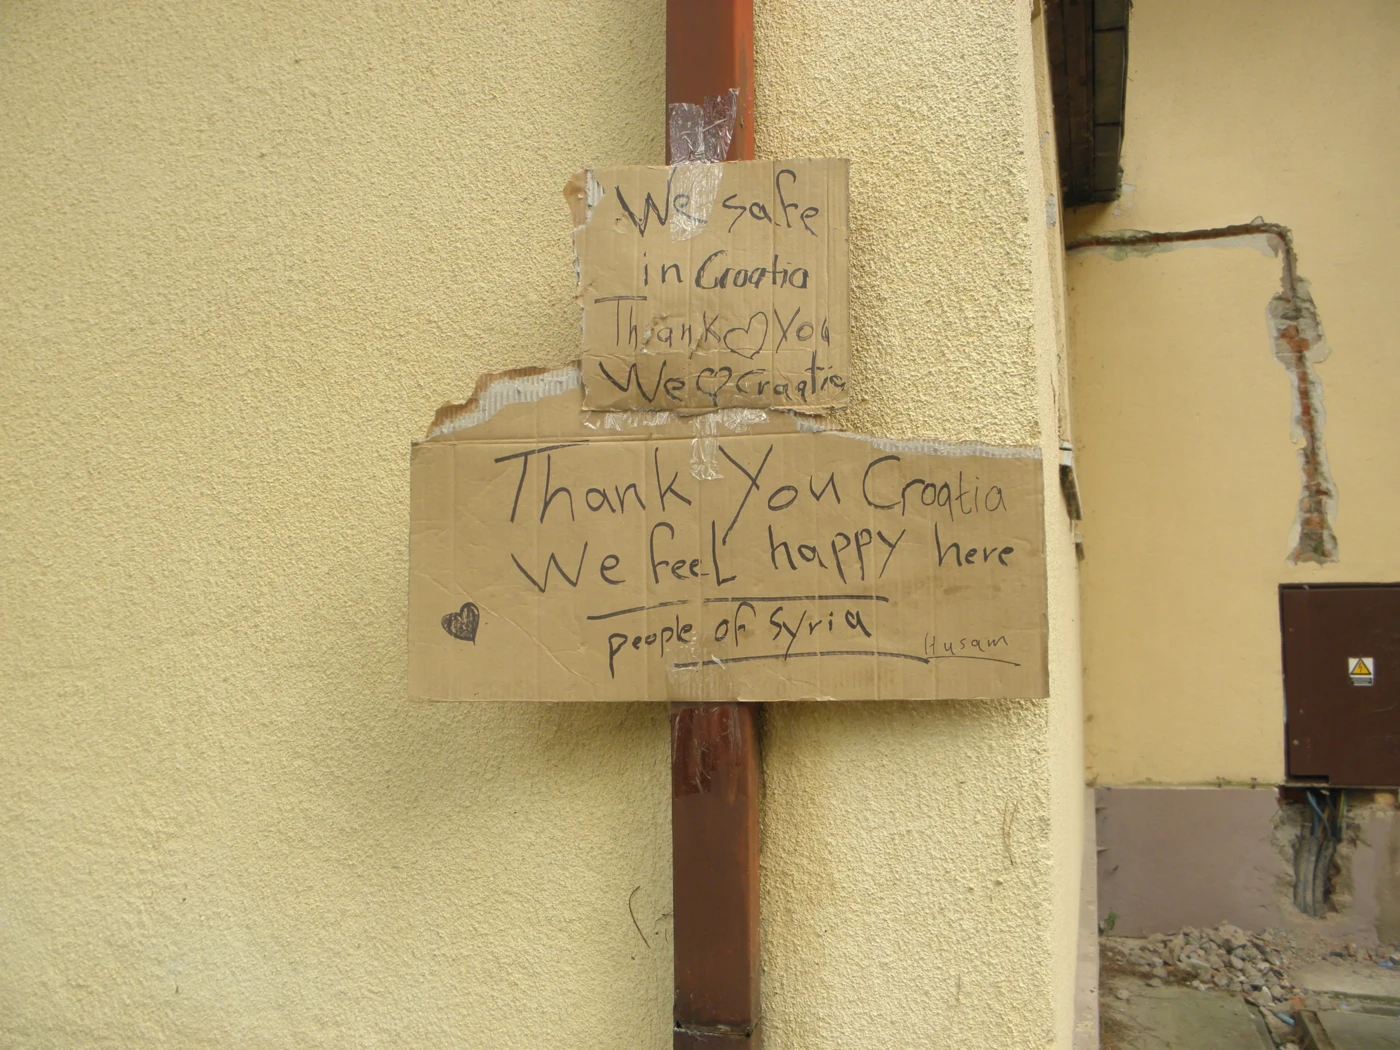 We safe
in Croatia
Thank ♡ You
We ♡ Croatia
Thank You Croatia
We feel happy here
people of Syria
Husam